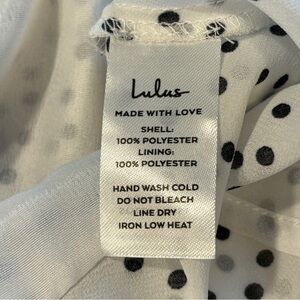 Lulus
MADE WITH LOVE
SHELL:
100% POLYESTER
LINING:
100% POLYESTER
HAND WASH COLD
DO NOT BLEACH
LINE DRY
IRON LOW HEAT